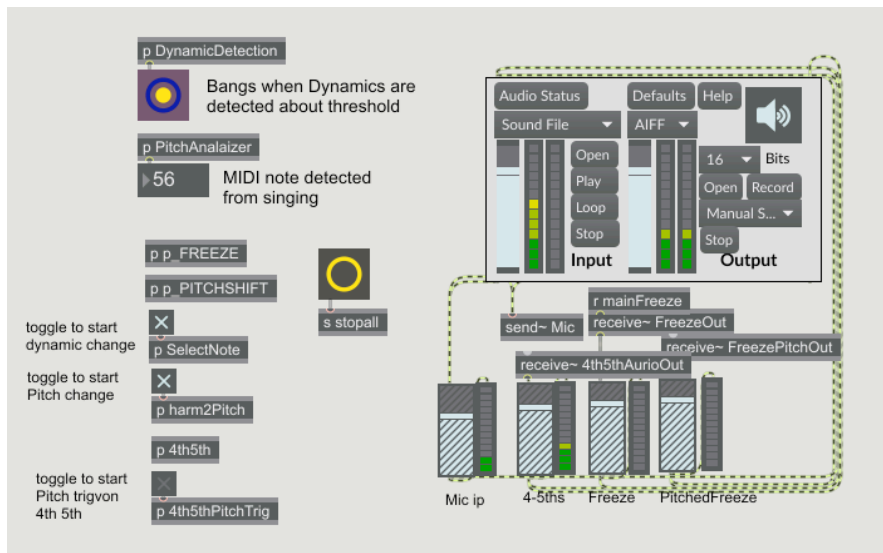 p DynamicDetection
Bangs when Dynamics are
detected about threshold
p PitchAnalaizer
56
MIDI note detected
from singing
p p_FREEZE
p p_PITCHSHIFT
toggle to start
dynamic change
p SelectNote
toggle to start
Pitch change
p harm2Pitch
p 4th5th
toggle to start
Pitch trigvon
4th 5th
p 4th5thPitchTrig
s stopall
Audio Status
Defaults
Help
Sound File
AIFF
Open
Play
Loop
Stop
Input
16
Bits
Open
Record
Manual S...
Stop
Output
r mainFreeze
send~ Mic
receive~ FreezeOut
receive~ FreezePitchOut
receive~ 4th5thAurioOut
Mic ip
4-5ths
Freeze
PitchedFreeze